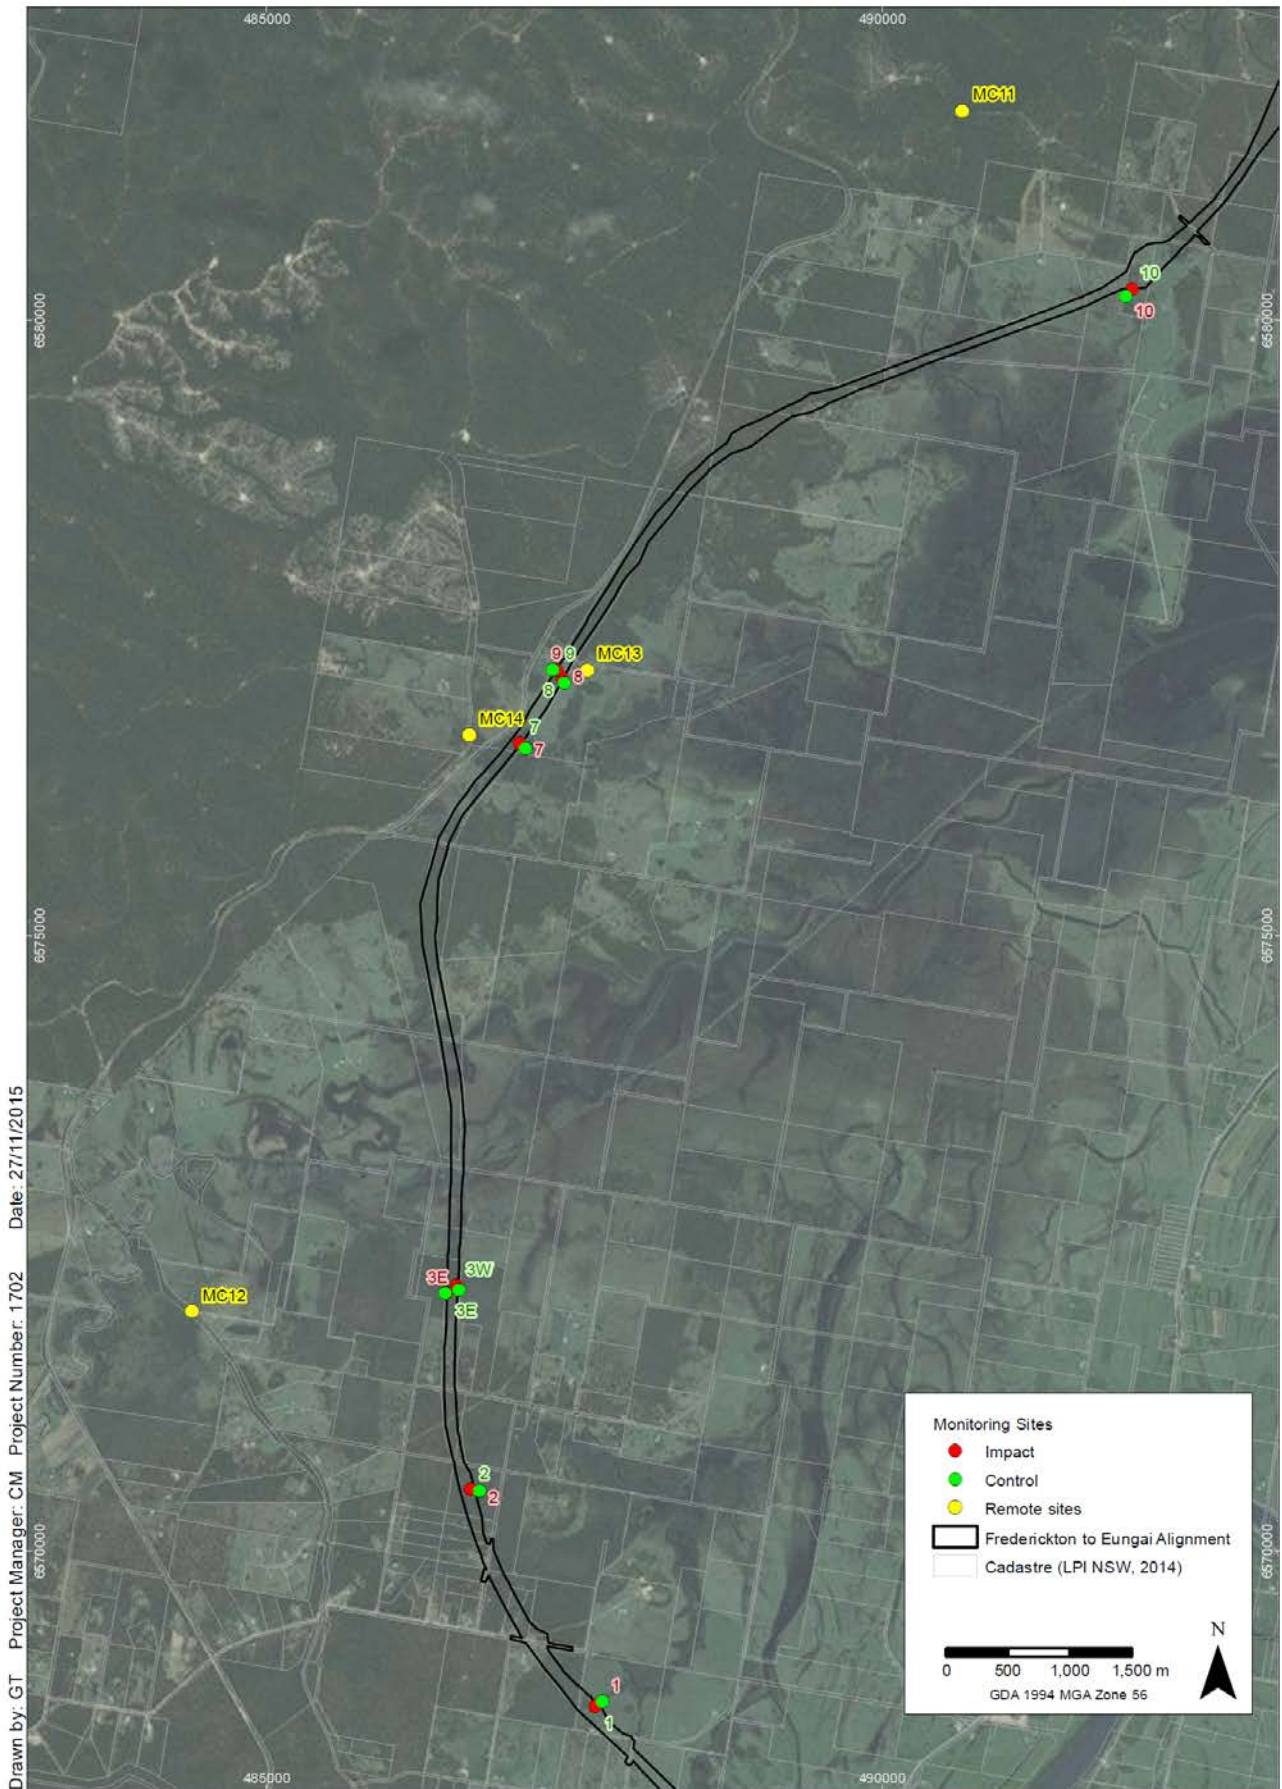 485000
490000
MC11
10
10
6580000
6580000
9 9
MC13
8
8
MC14
7
7
6575000
6575000
3E
3W
3E
MC12
2
2
6570000
6570000
1
1
485000
490000
Monitoring Sites
Impact
Control
Remote sites
Frederickton to Eungai Alignment
Cadastre (LPI NSW, 2014)
N
0 500 1,000 1,500 m
GDA 1994 MGA Zone 56
Drawn by: GT Project Manager: CM Project Number: 1702 Date: 27/11/2015